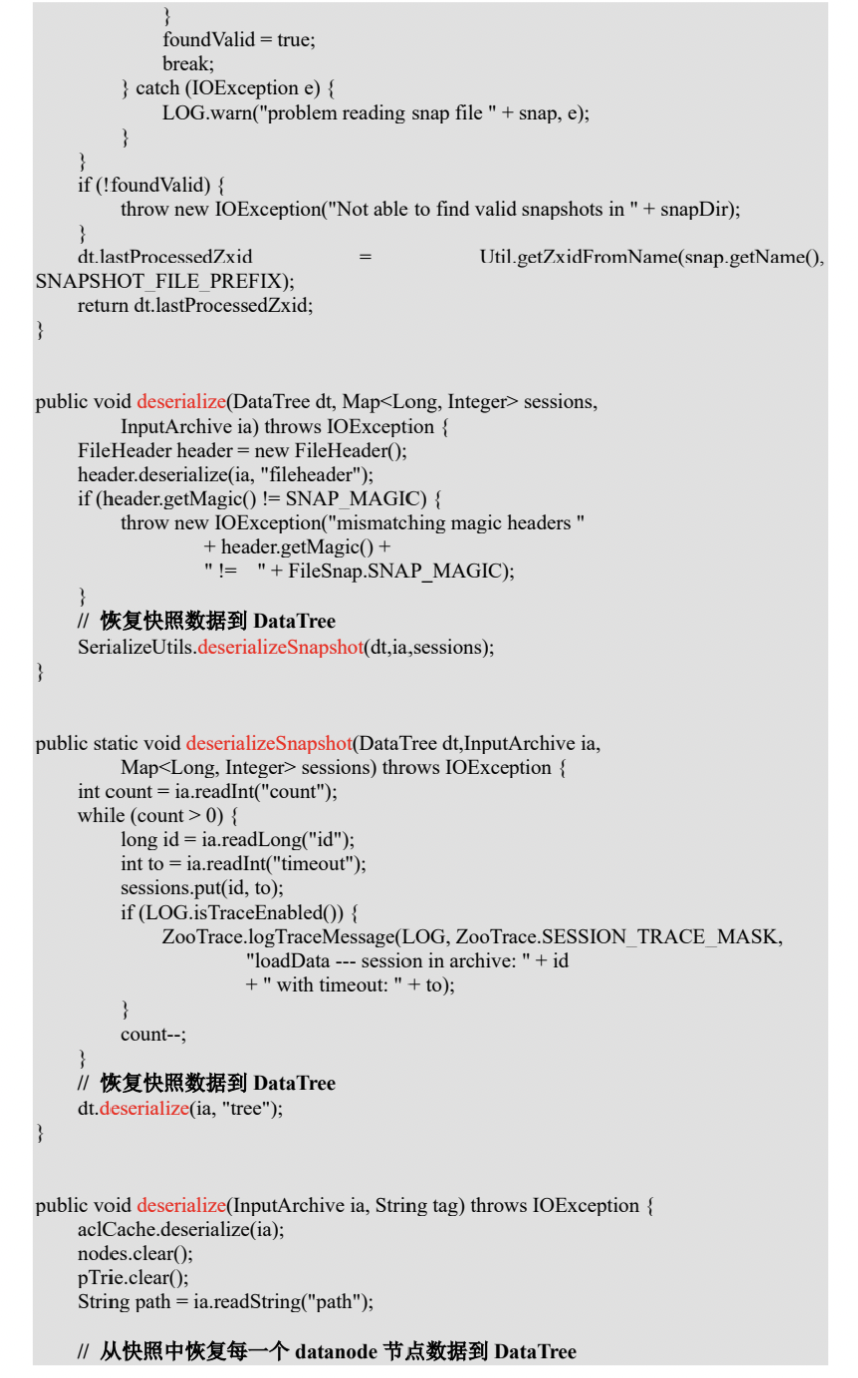 }
            foundValid = true;
            break;
        } catch (IOException e) {
            LOG.warn("problem reading snap file " + snap, e);
        }
    }
    if (!foundValid) {
        throw new IOException("Not able to find valid snapshots in " + snapDir);
    }
    dt.lastProcessedZxid = Util.getZxidFromName(snap.getName(),
SNAPSHOT_FILE_PREFIX);
    return dt.lastProcessedZxid;
}
public void deserialize(DataTree dt, Map<Long, Integer> sessions,
        InputArchive ia) throws IOException {
    FileHeader header = new FileHeader();
    header.deserialize(ia, "fileheader");
    if (header.getMagic() != SNAP_MAGIC) {
        throw new IOException("mismatching magic headers "
                + header.getMagic() +
                " !=   " + FileSnap.SNAP_MAGIC);
    }
    // 恢复快照数据到 DataTree
    SerializeUtils.deserializeSnapshot(dt,ia,sessions);
}
public static void deserializeSnapshot(DataTree dt,InputArchive ia,
        Map<Long, Integer> sessions) throws IOException {
    int count = ia.readInt("count");
    while (count > 0) {
        long id = ia.readLong("id");
        int to = ia.readInt("timeout");
        sessions.put(id, to);
        if (LOG.isTraceEnabled()) {
            ZooTrace.logTraceMessage(LOG, ZooTrace.SESSION_TRACE_MASK,
                    "loadData --- session in archive: " + id
                    + " with timeout: " + to);
        }
        count--;
    }
    // 恢复快照数据到 DataTree
    dt.deserialize(ia, "tree");
}
public void deserialize(InputArchive ia, String tag) throws IOException {
    aclCache.deserialize(ia);
    nodes.clear();
    pTrie.clear();
    String path = ia.readString("path");
    // 从快照中恢复每一个 datanode 节点数据到 DataTree